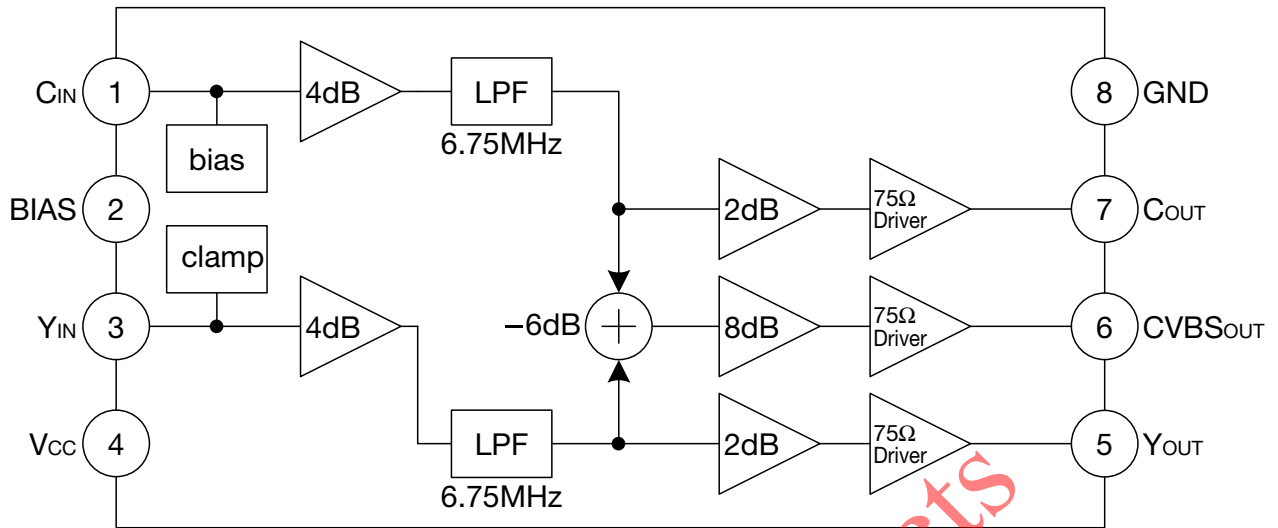 CIN
1
4dB
LPF
6.75MHz
bias
8
GND
BIAS
2
2dB
75Ω
Driver
7
COUT
clamp
YIN
3
4dB
−6dB
+
8dB
75Ω
Driver
6
CVBSOUT
VCC
4
LPF
6.75MHz
2dB
75Ω
Driver
5
YOUT